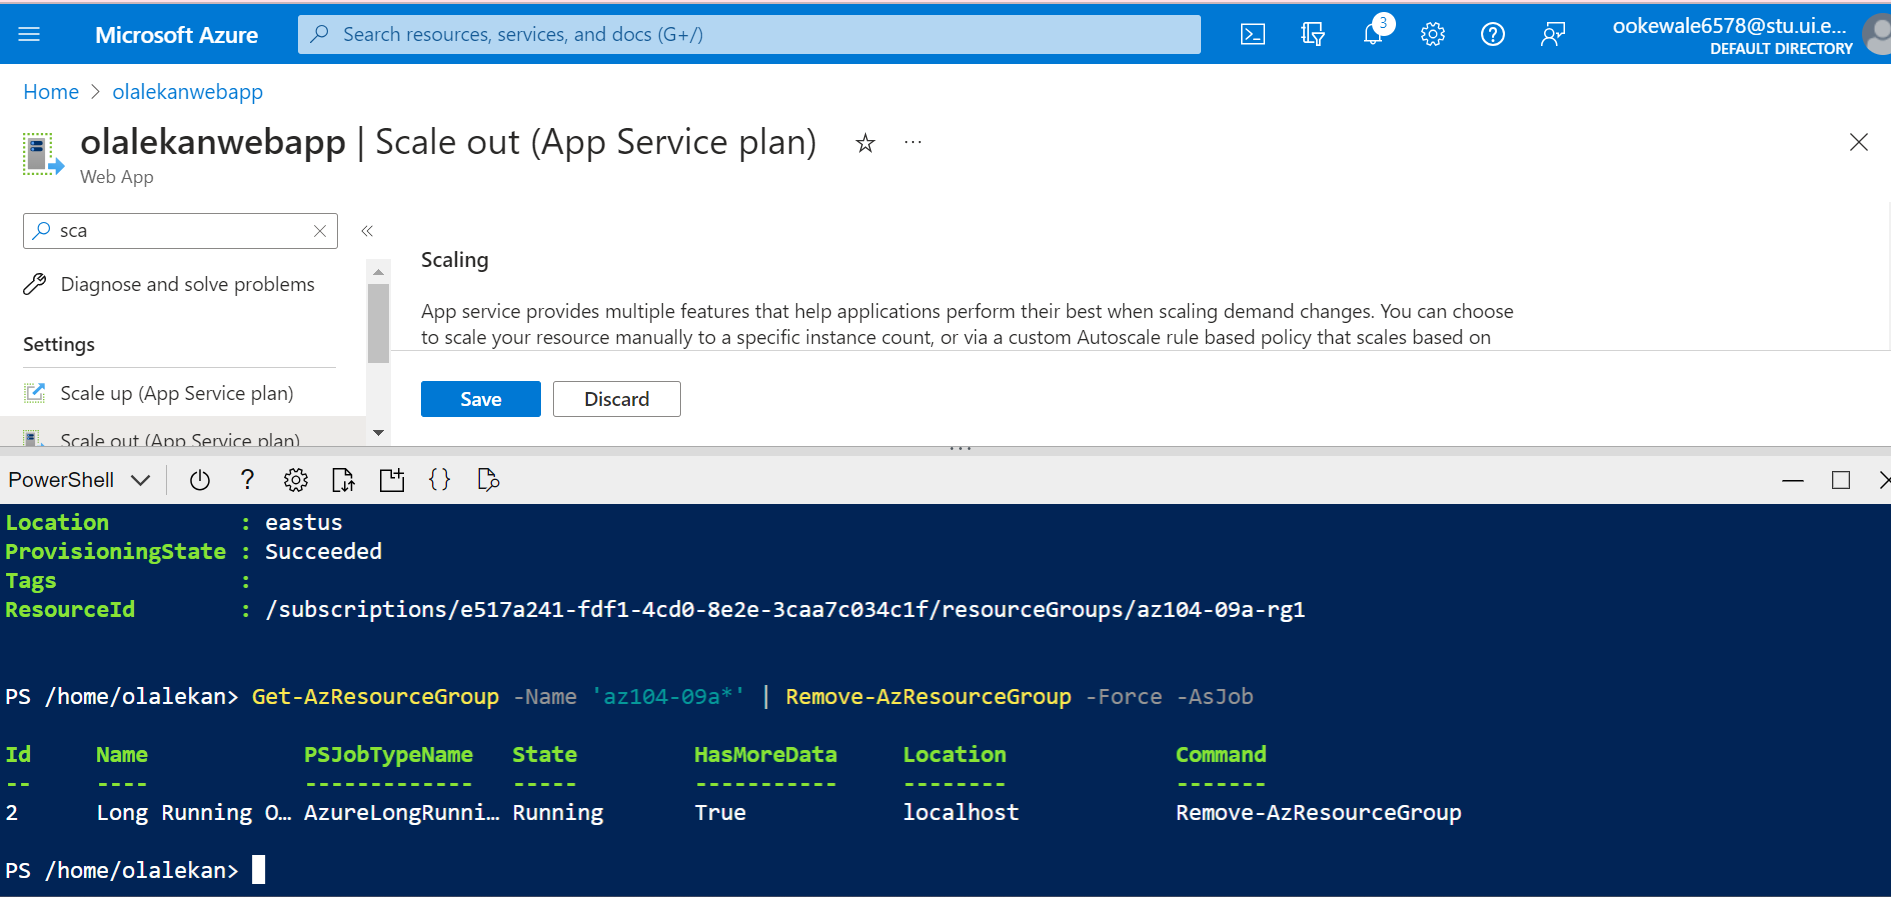 Microsoft Azure
Search resources, services, and docs (G+/)
3
ookewale6578@stu.ui.e...
DEFAULT DIRECTORY
Home > olalekanwebapp
olalekanwebapp | Scale out (App Service plan)
Web App
sca
Diagnose and solve problems
Settings
Scale up (App Service plan)
Scale out (App Service plan)
Scaling
App service provides multiple features that help applications perform their best when scaling demand changes. You can choose
to scale your resource manually to a specific instance count, or via a custom Autoscale rule based policy that scales based on
Save Discard
PowerShell
Location : eastus
ProvisioningState : Succeeded
Tags :
ResourceId : /subscriptions/e517a241-fdf1-4cd0-8e2e-3caa7c034c1f/resourceGroups/az104-09a-rg1
PS /home/olalekan> Get-AzResourceGroup -Name 'az104-09a*' | Remove-AzResourceGroup -Force -AsJob
Id Name PSJobTypeName State HasMoreData Location Command
-- ---- ------------- ----- ----------- -------- -------
2 Long Running O… AzureLongRunni… Running True localhost Remove-AzResourceGroup
PS /home/olalekan>